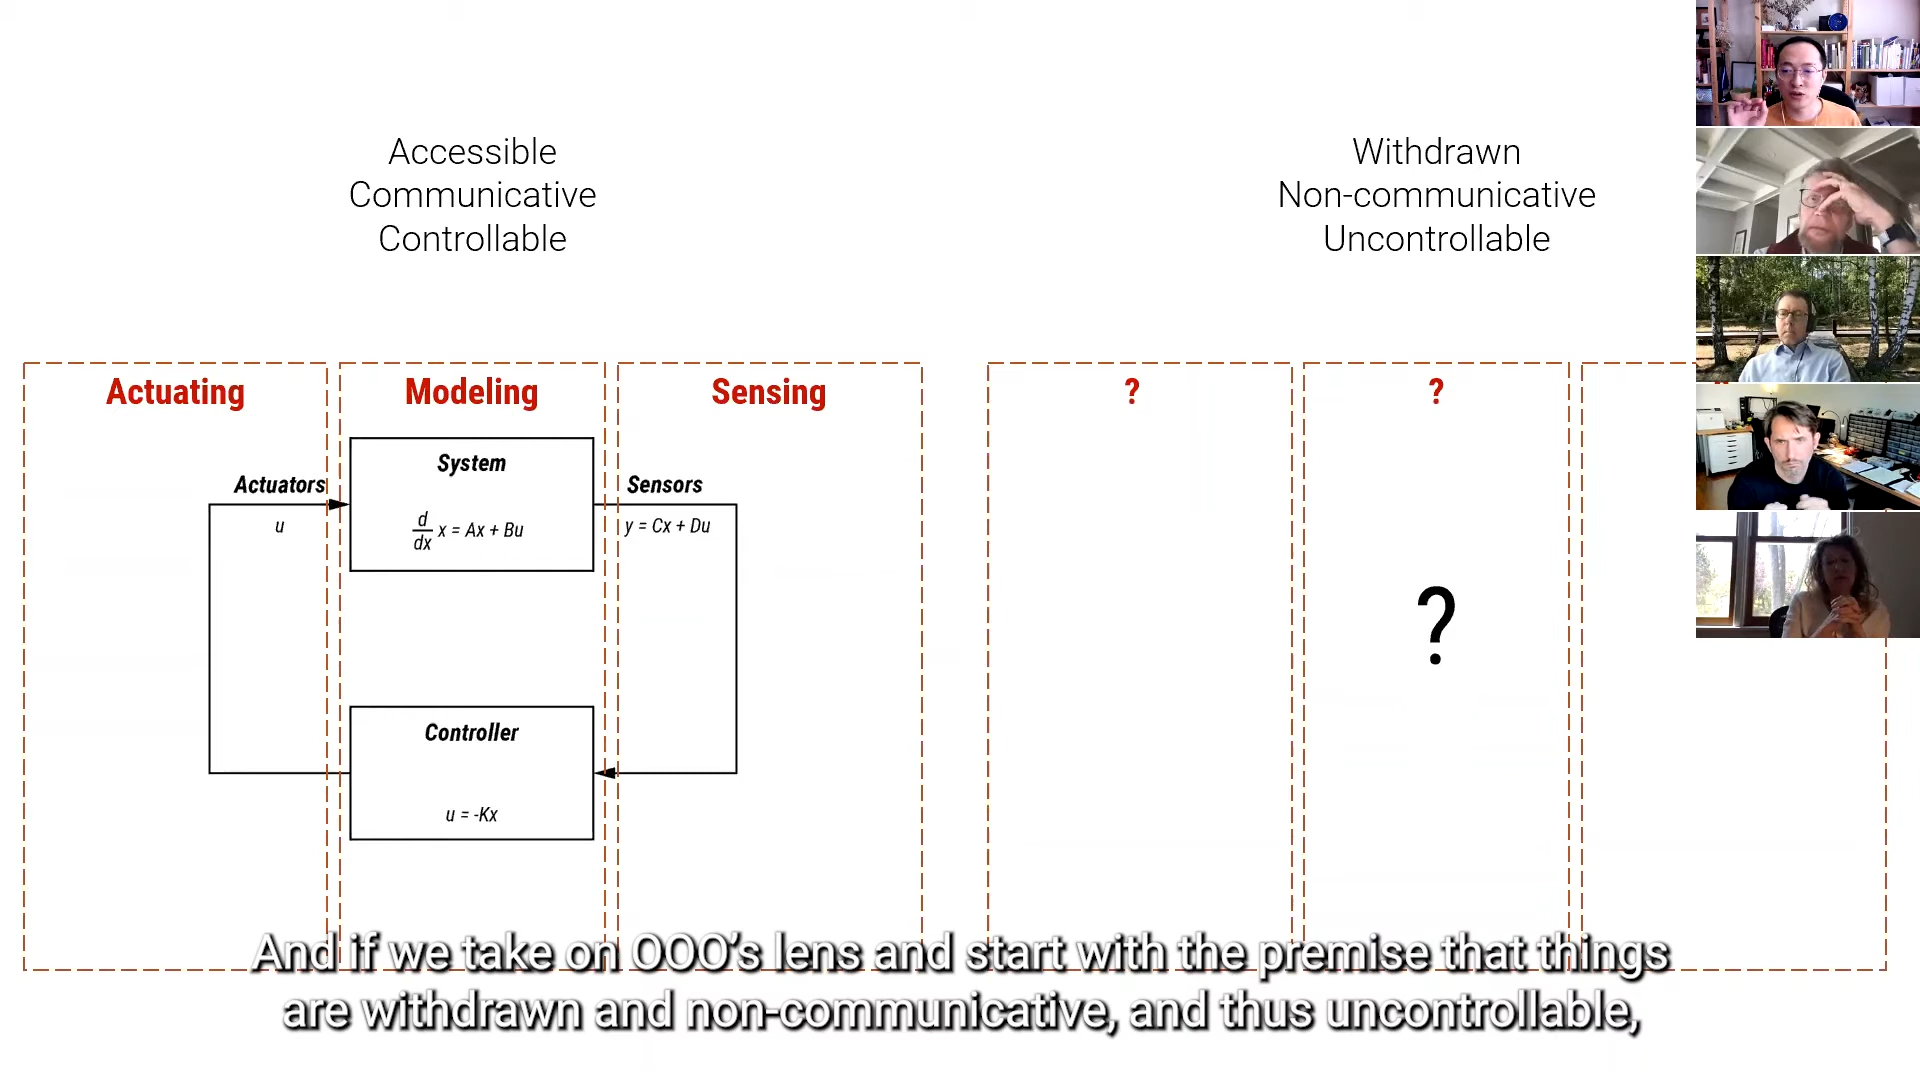 Accessible
Communicative
Controllable
Withdrawn
Non-communicative
Uncontrollable
Actuating
Modeling
Sensing
?
?
System
Actuators
Sensors
u
d
dx
x = Ax + Bu
y = Cx + Du
?
Controller
u = -Kx
And if we take on OOO’s lens and start with the premise that things
are withdrawn and non-communicative, and thus uncontrollable,